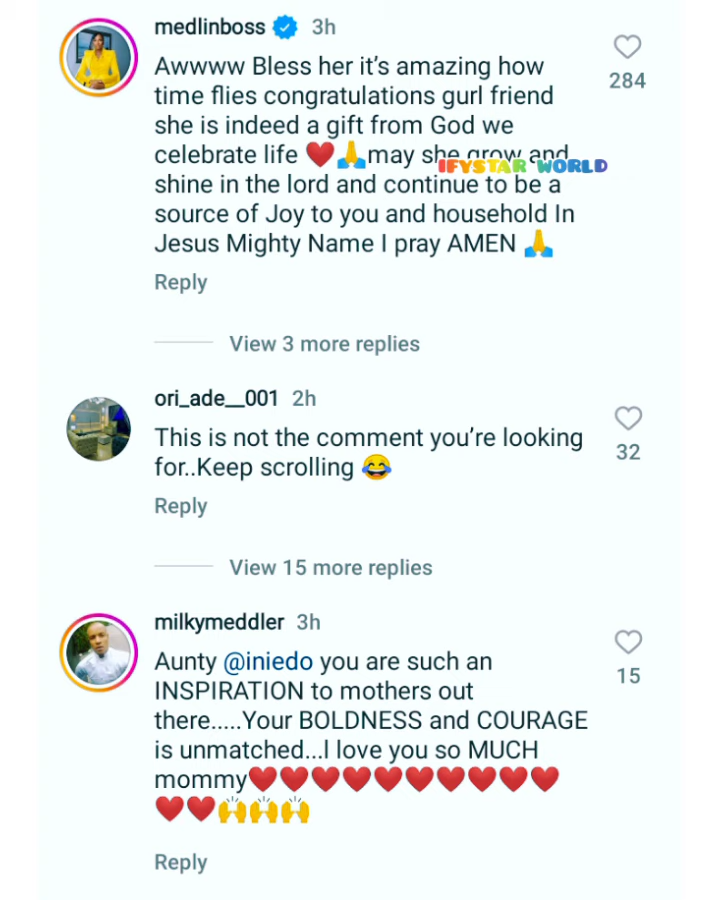 medlinboss 3h
Awwww Bless her it's amazing how
284
time flies congratulations gurl friend
she is indeed a gift from God we
celebrate life ❤️🙏may she grow and
IFYSTAR WORLD
shine in the lord and continue to be a
source of Joy to you and household In
Jesus Mighty Name I pray AMEN 🙏
Reply
View 3 more replies
ori_ade__001 2h
This is not the comment you're looking
32
for..Keep scrolling 😂
Reply
View 15 more replies
milkymeddler 3h
Aunty @iniedo you are such an
15
INSPIRATION to mothers out
there.....Your BOLDNESS and COURAGE
is unmatched...I love you so MUCH
mommy❤️❤️❤️❤️❤️❤️❤️❤️❤️❤️
❤️❤️🙌🙌🙌
Reply